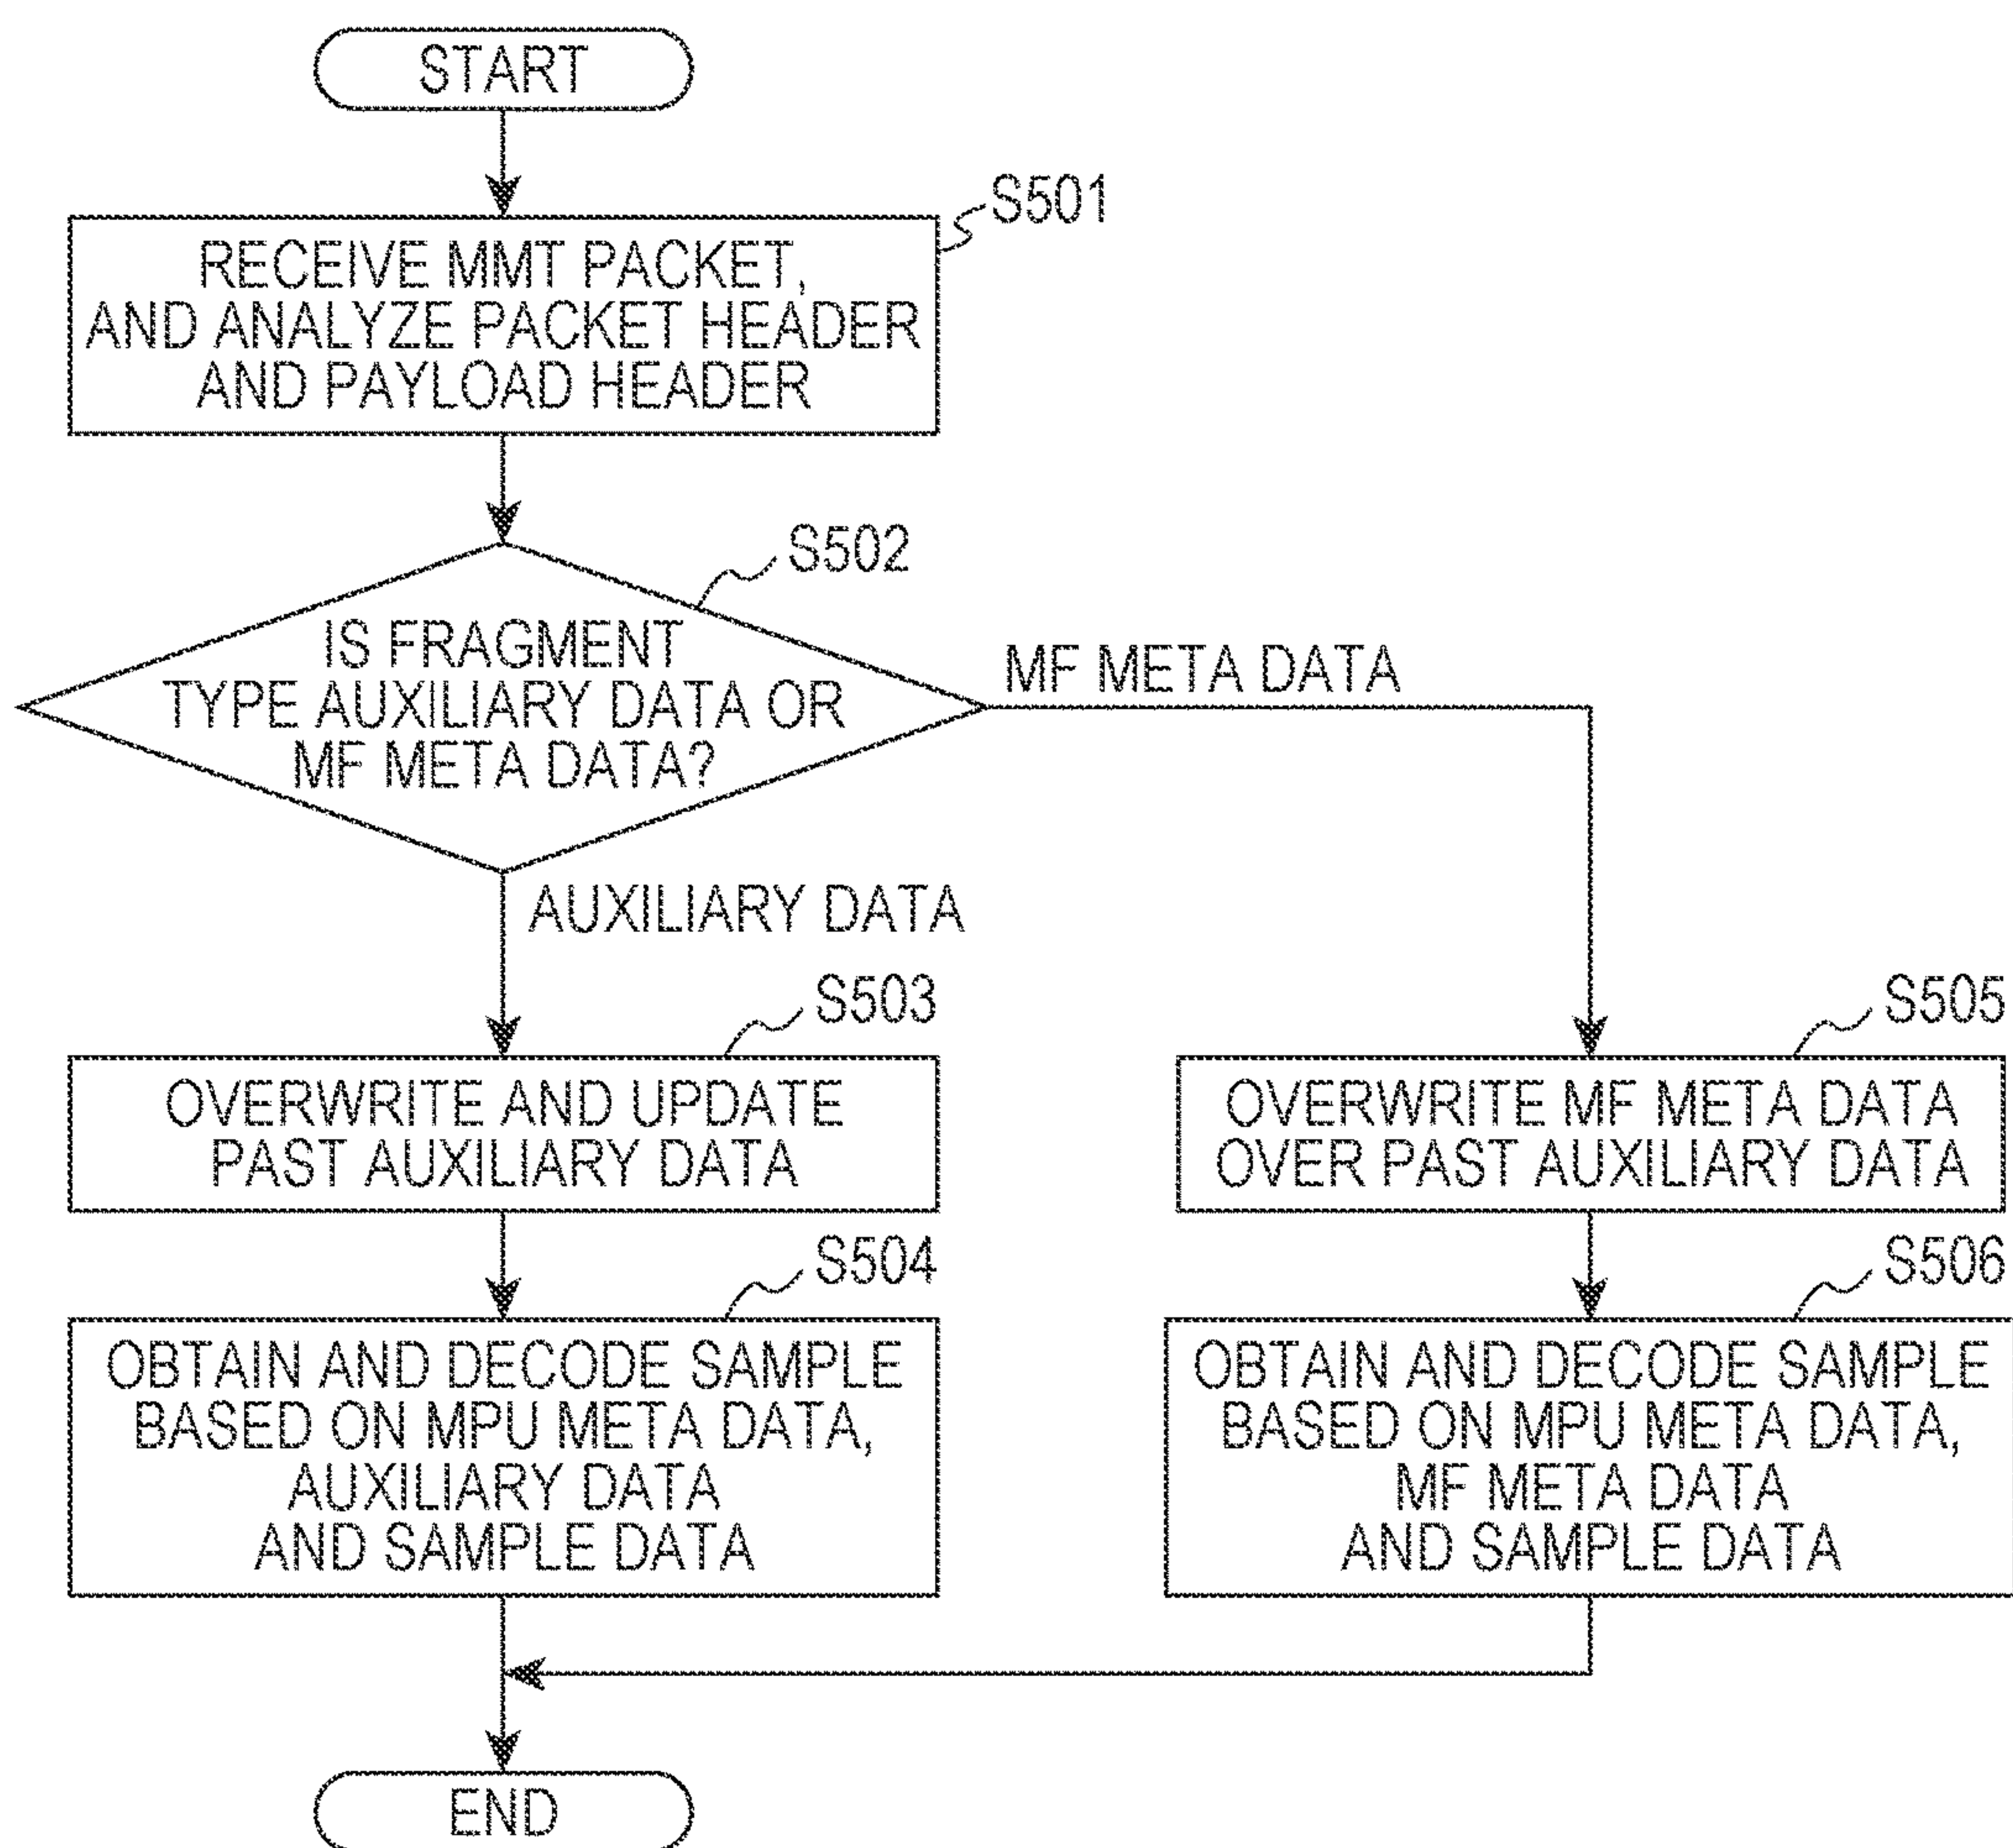 START
S501
RECEIVE MMT PACKET,
AND ANALYZE PACKET HEADER
AND PAYLOAD HEADER
S502
IS FRAGMENT
TYPE AUXILIARY DATA OR
MF META DATA?
MF META DATA
AUXILIARY DATA
S503
OVERWRITE AND UPDATE
PAST AUXILIARY DATA
S505
OVERWRITE MF META DATA
OVER PAST AUXILIARY DATA
S504
OBTAIN AND DECODE SAMPLE
BASED ON MPU META DATA,
AUXILIARY DATA
AND SAMPLE DATA
S506
OBTAIN AND DECODE SAMPLE
BASED ON MPU META DATA,
MF META DATA
AND SAMPLE DATA
END